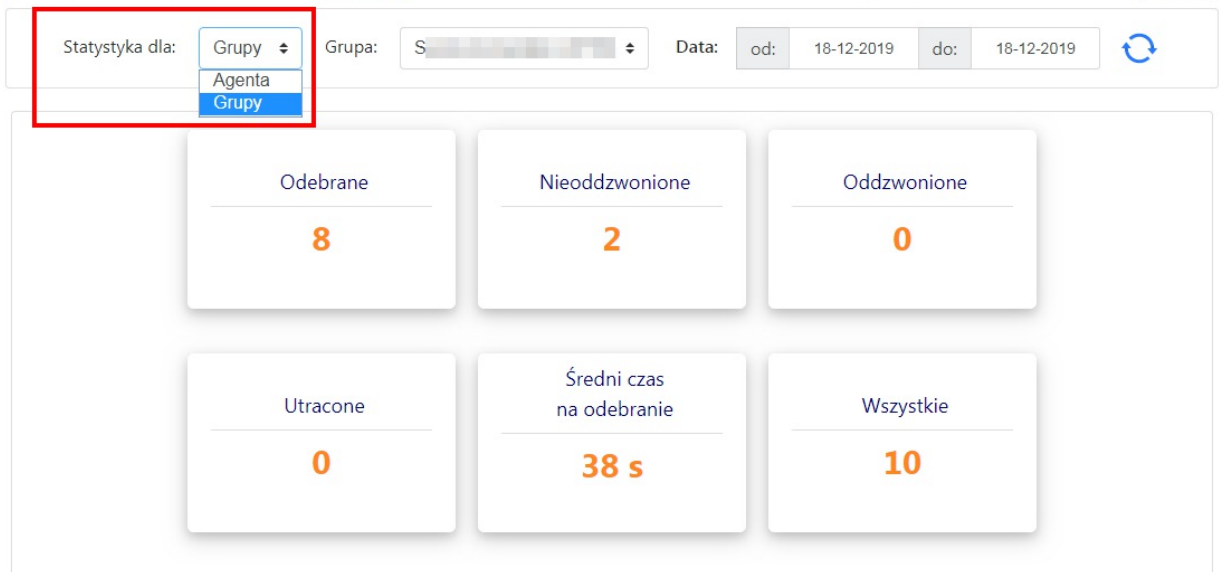 Statystyka dla: Grupy Grupa: S Data: od: 18-12-2019 do: 18-12-2019
Agenta
Grupy
Odebrane Nieoddzwonione Oddzwonione
8 2 0
Średni czas
Utracone na odebranie Wszystkie
0 38 s 10